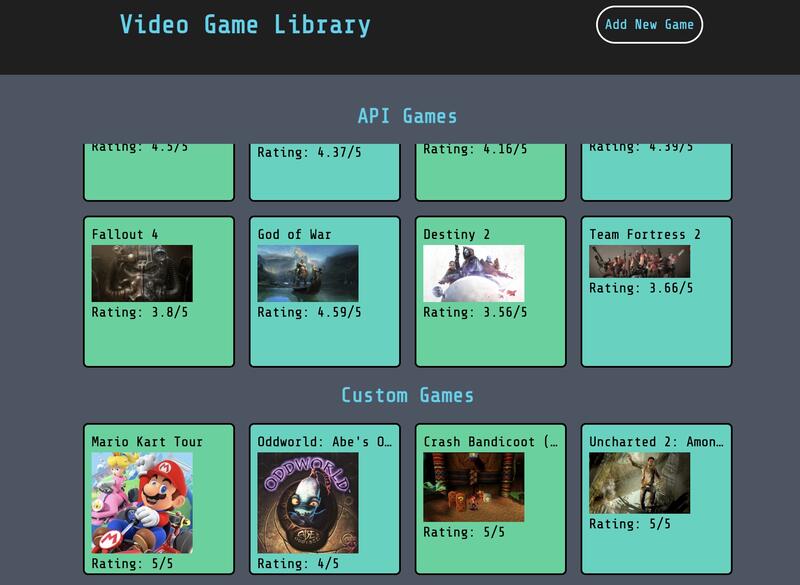 Video Game Library
Add New Game
API Games
Rating: 4.5/5
Rating: 4.37/5
Rating: 4.16/5
Rating: 4.39/5
Fallout 4
Rating: 3.8/5
God of War
Rating: 4.59/5
Destiny 2
Rating: 3.56/5
Team Fortress 2
Rating: 3.66/5
Custom Games
Mario Kart Tour
Rating: 5/5
Oddworld: Abe's O…
ODDWORLD
Rating: 4/5
Crash Bandicoot (…
Rating: 5/5
Uncharted 2: Amon…
Rating: 5/5